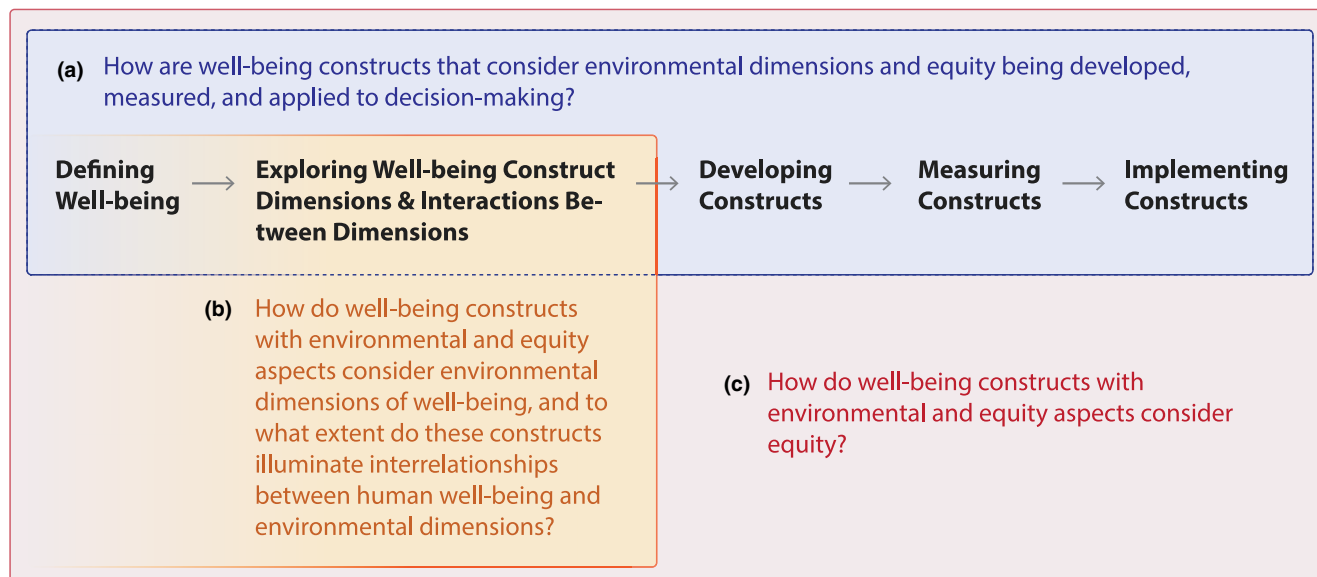 (a) How are well-being constructs that consider environmental dimensions and equity being developed,
measured, and applied to decision-making?
Defining
Well-being
Exploring Well-being Construct
Dimensions & Interactions Be-
tween Dimensions
Developing
Constructs
Measuring
Constructs
Implementing
Constructs
(b) How do well-being constructs
with environmental and equity
aspects consider environmental
dimensions of well-being, and to
what extent do these constructs
illuminate interrelationships
between human well-being and
environmental dimensions?
(c) How do well-being constructs with
environmental and equity aspects consider
equity?